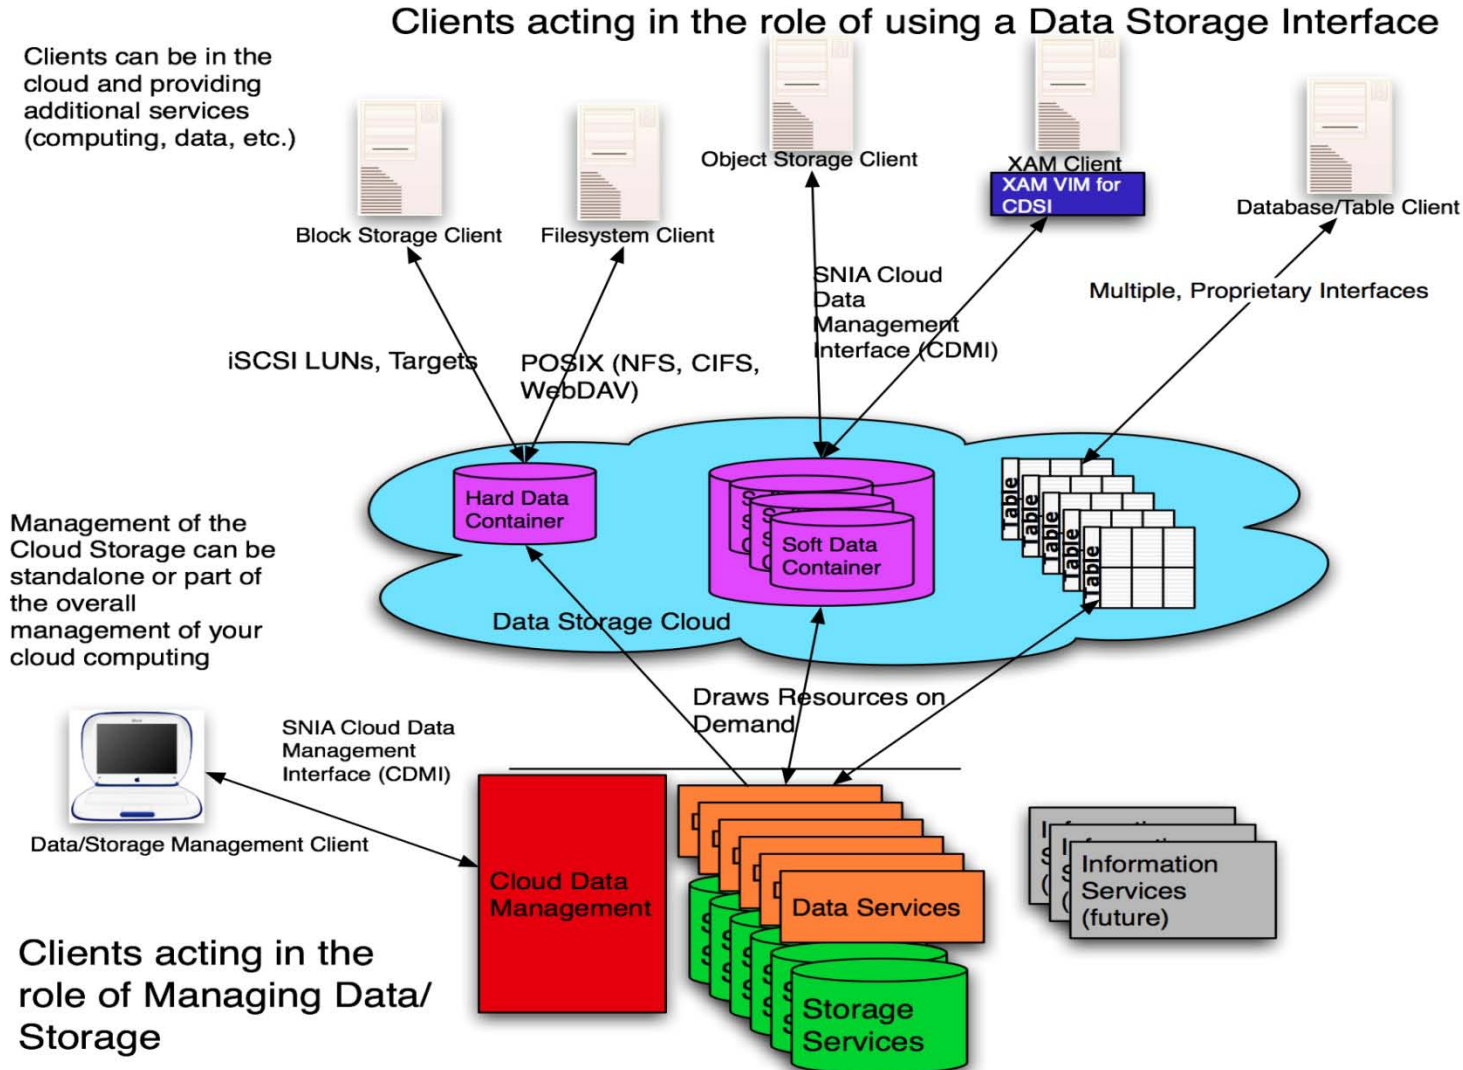 Clients acting in the role of using a Data Storage Interface
Clients can be in the
cloud and providing
additional services
(computing, data, etc.)
Block Storage Client
Filesystem Client
Object Storage Client
XAM Client
XAM VIM for
CDSI
Database/Table Client
iSCSI LUNs, Targets
POSIX (NFS, CIFS,
WebDAV)
SNIA Cloud
Data
Management
Interface (CDMI)
Multiple, Proprietary Interfaces
Hard Data
Container
Soft Data
Container
Table
Table
Table
Table
Table
Data Storage Cloud
Management of the
Cloud Storage can be
standalone or part of
the overall
management of your
cloud computing
Draws Resources on
Demand
SNIA Cloud Data
Management
Interface (CDMI)
Data/Storage Management Client
Cloud Data
Management
Data Services
Storage
Services
Information
Services
(future)
Clients acting in the
role of Managing Data/
Storage